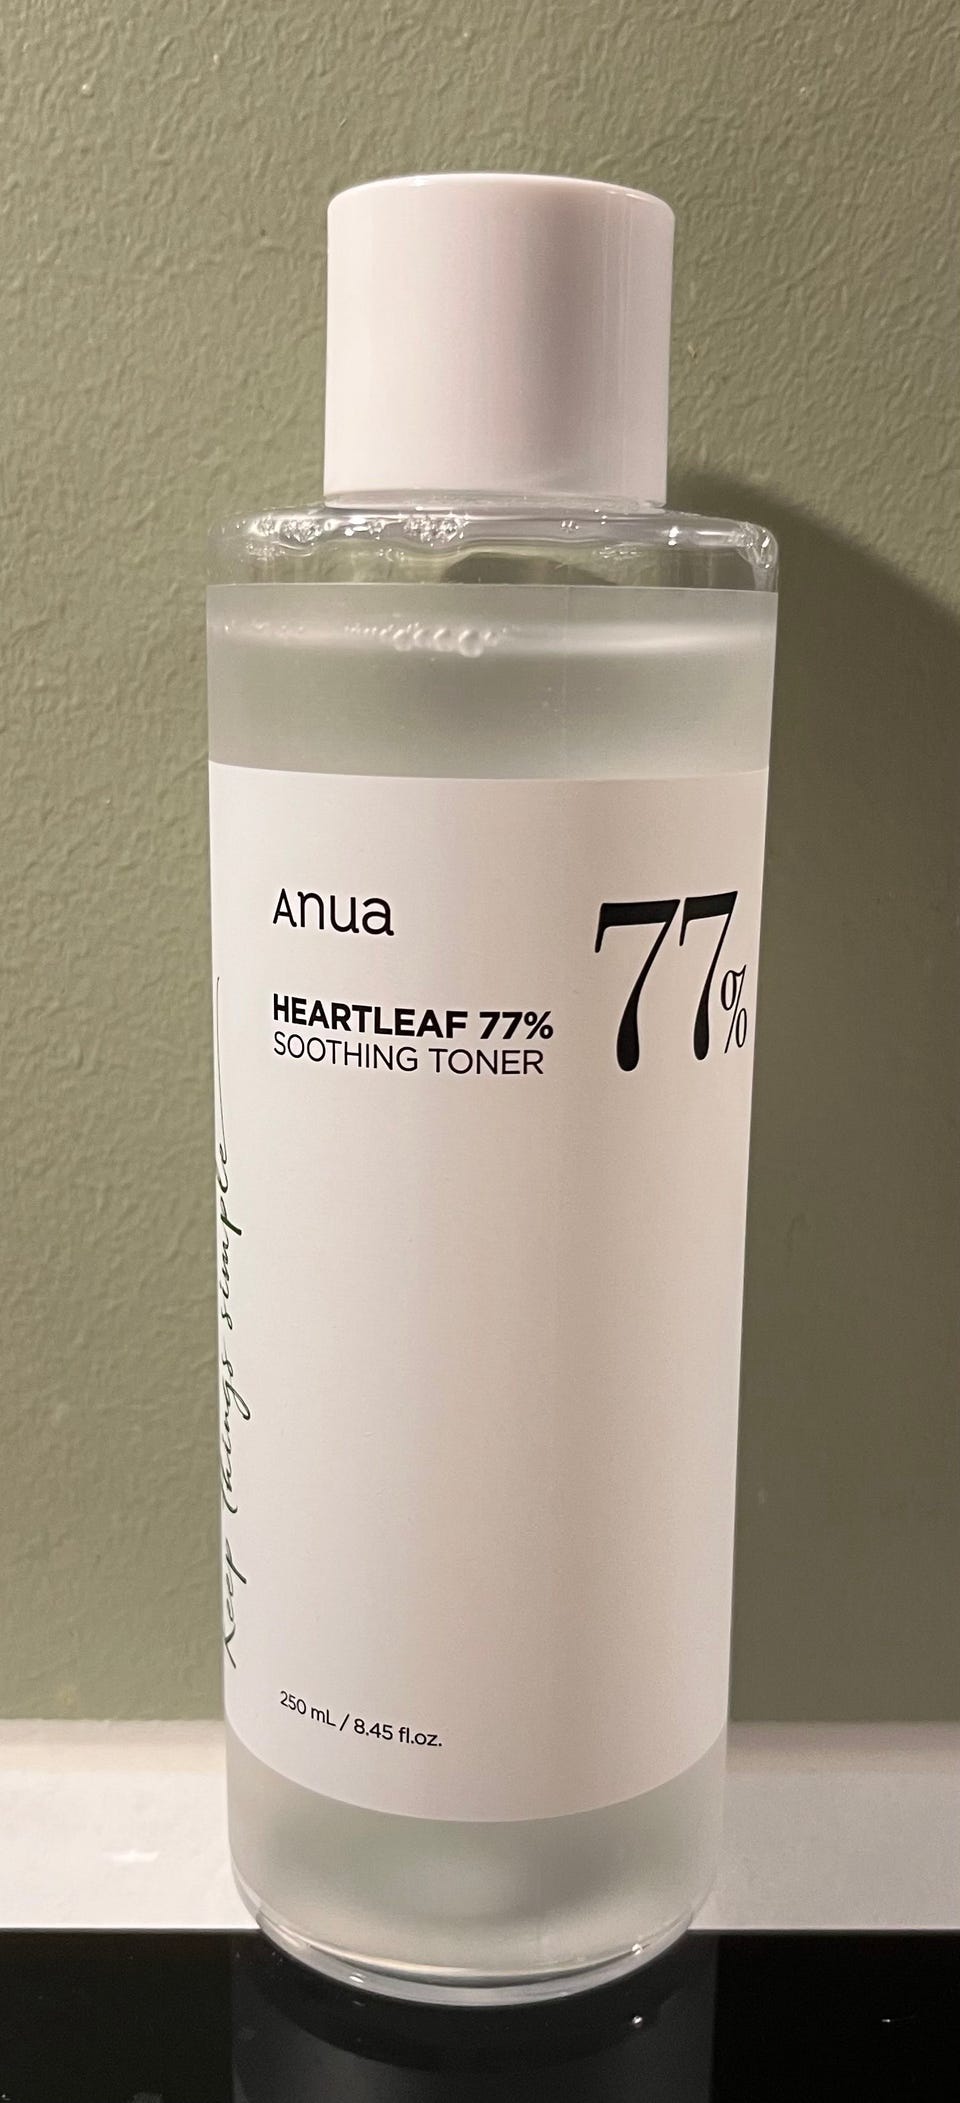 Anua
77%
HEARTLEAF 77%
SOOTHING TONER
Keep things simple
250 mL / 8.45 fl.oz.